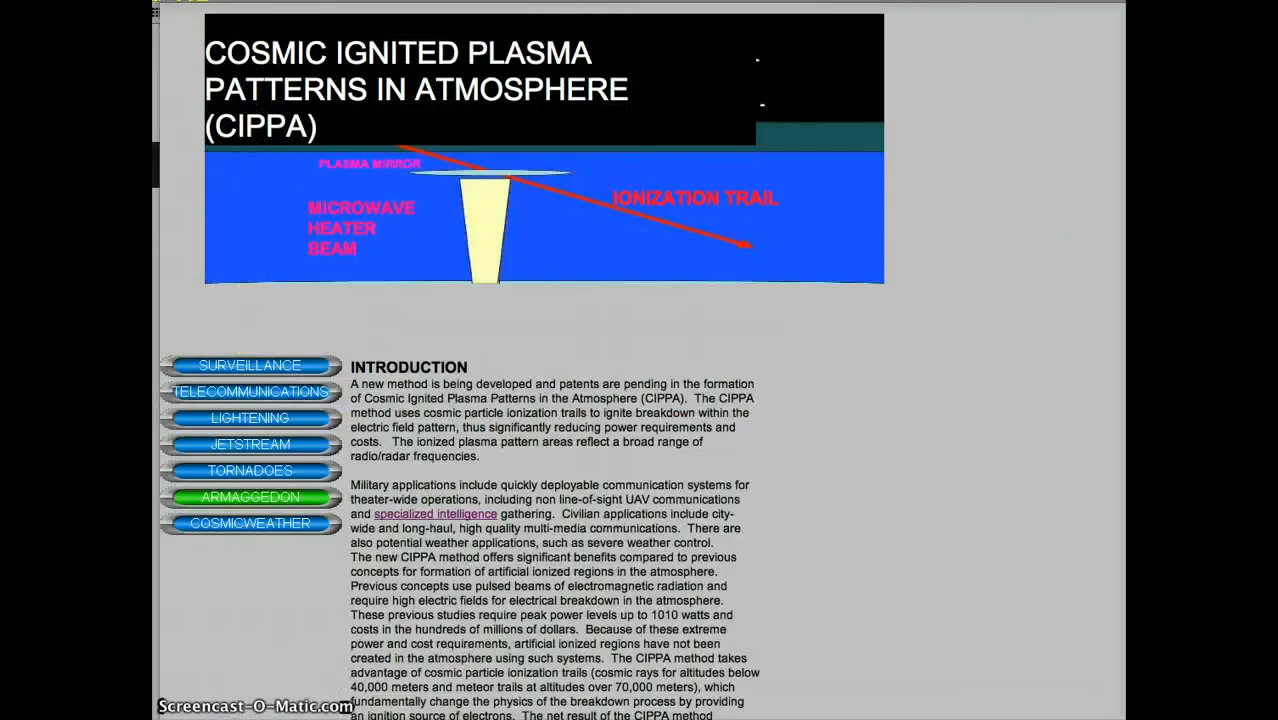 COSMIC IGNITED PLASMA
PATTERNS IN ATMOSPHERE
(CIPPA)
PLASMA MIRROR
MICROWAVE
HEATER
BEAM
IONIZATION TRAIL
SURVEILLANCE
TELECOMMUNICATIONS
LIGHTENING
JETSTREAM
TORNADOES
ARMAGGEDON
COSMICWEATHER
INTRODUCTION
A new method is being developed and patents are pending in the formation
of Cosmic Ignited Plasma Patterns in the Atmosphere (CIPPA). The CIPPA
method uses cosmic particle ionization trails to ignite breakdown within the
electric field pattern, thus significantly reducing power requirements and
costs. The ionized plasma pattern areas reflect a broad range of
radio/radar frequencies.
Military applications include quickly deployable communication systems for
theater-wide operations, including non line-of-sight UAV communications
and specialized intelligence gathering. Civilian applications include city-
wide and long-haul, high quality multi-media communications. There are
also potential weather applications, such as severe weather control.
The new CIPPA method offers significant benefits compared to previous
concepts for formation of artificial ionized regions in the atmosphere.
Previous concepts use pulsed beams of electromagnetic radiation and
require high electric fields for electrical breakdown in the atmosphere.
These previous studies require peak power levels up to 1010 watts and
costs in the hundreds of millions of dollars. Because of these extreme
power and cost requirements, artificial ionized regions have not been
created in the atmosphere using such systems. The CIPPA method takes
advantage of cosmic particle ionization trails (cosmic rays for altitudes below
40,000 meters and meteor trails at altitudes over 70,000 meters), which
fundamentally change the physics of the breakdown process by providing
an ignition source of electrons. The net result of the CIPPA method
Screencast-O-Matic.com